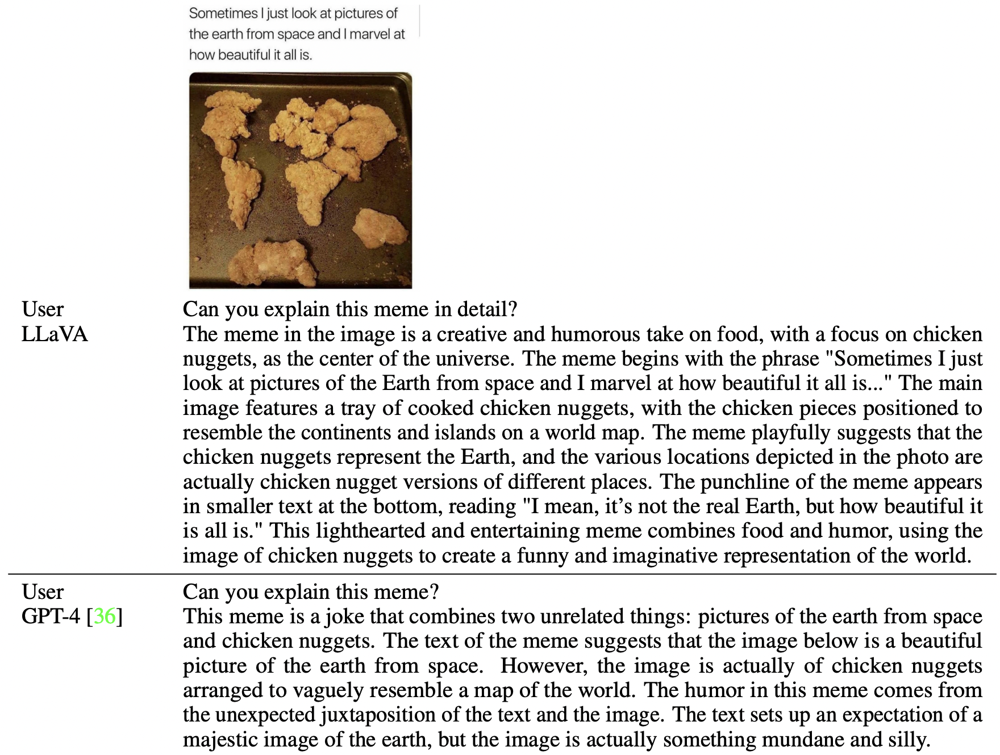 Sometimes I just look at pictures of
the earth from space and I marvel at
how beautiful it all is.
User
Can you explain this meme in detail?
LLaVA
The meme in the image is a creative and humorous take on food, with a focus on chicken
nuggets, as the center of the universe. The meme begins with the phrase "Sometimes I just
look at pictures of the Earth from space and I marvel at how beautiful it all is..." The main
image features a tray of cooked chicken nuggets, with the chicken pieces positioned to
resemble the continents and islands on a world map. The meme playfully suggests that the
chicken nuggets represent the Earth, and the various locations depicted in the photo are
actually chicken nugget versions of different places. The punchline of the meme appears
in smaller text at the bottom, reading "I mean, it’s not the real Earth, but how beautiful it
is all is." This lighthearted and entertaining meme combines food and humor, using the
image of chicken nuggets to create a funny and imaginative representation of the world.
User
Can you explain this meme?
GPT-4 [36]
This meme is a joke that combines two unrelated things: pictures of the earth from space
and chicken nuggets. The text of the meme suggests that the image below is a beautiful
picture of the earth from space. However, the image is actually of chicken nuggets
arranged to vaguely resemble a map of the world. The humor in this meme comes from
the unexpected juxtaposition of the text and the image. The text sets up an expectation of a
majestic image of the earth, but the image is actually something mundane and silly.